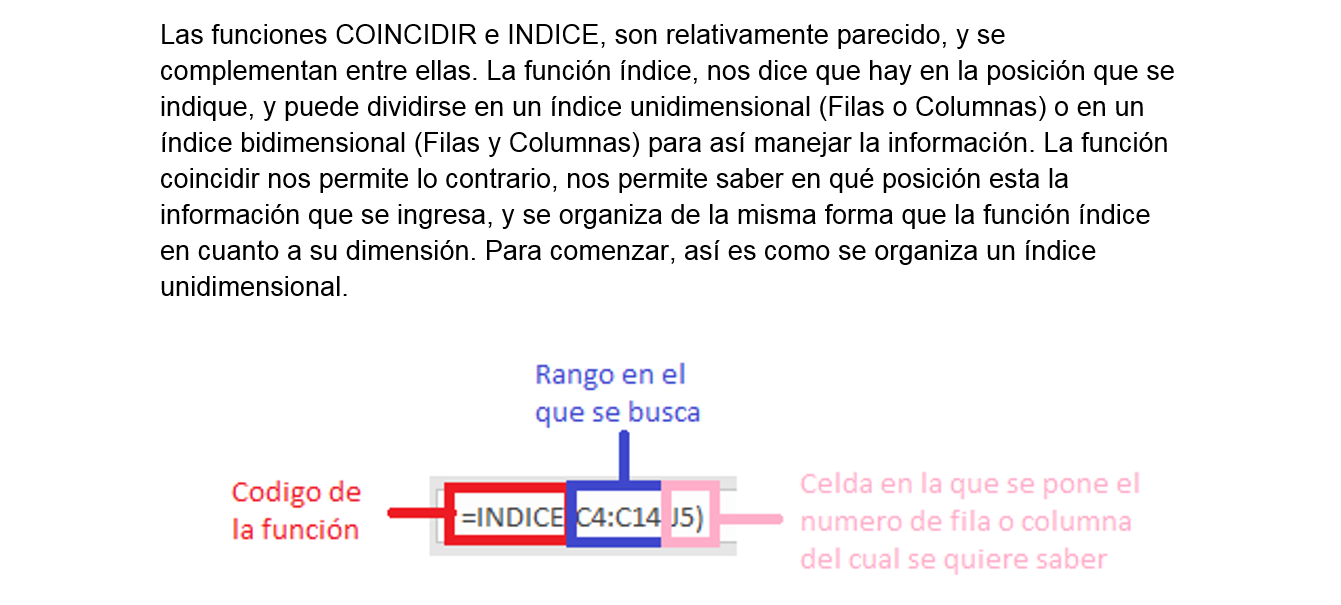 Las funciones COINCIDIR e INDICE, son relativamente parecido, y se
complementan entre ellas. La función índice, nos dice que hay en la posición que se
indique, y puede dividirse en un índice unidimensional (Filas o Columnas) o en un
índice bidimensional (Filas y Columnas) para así manejar la información. La función
coincidir nos permite lo contrario, nos permite saber en qué posición esta la
información que se ingresa, y se organiza de la misma forma que la función índice
en cuanto a su dimensión. Para comenzar, así es como se organiza un índice
unidimensional.
Rango en el
que se busca
Codigo de
la función
=INDICE C4:C14 J5)
Celda en la que se pone el
numero de fila o columna
del cual se quiere saber